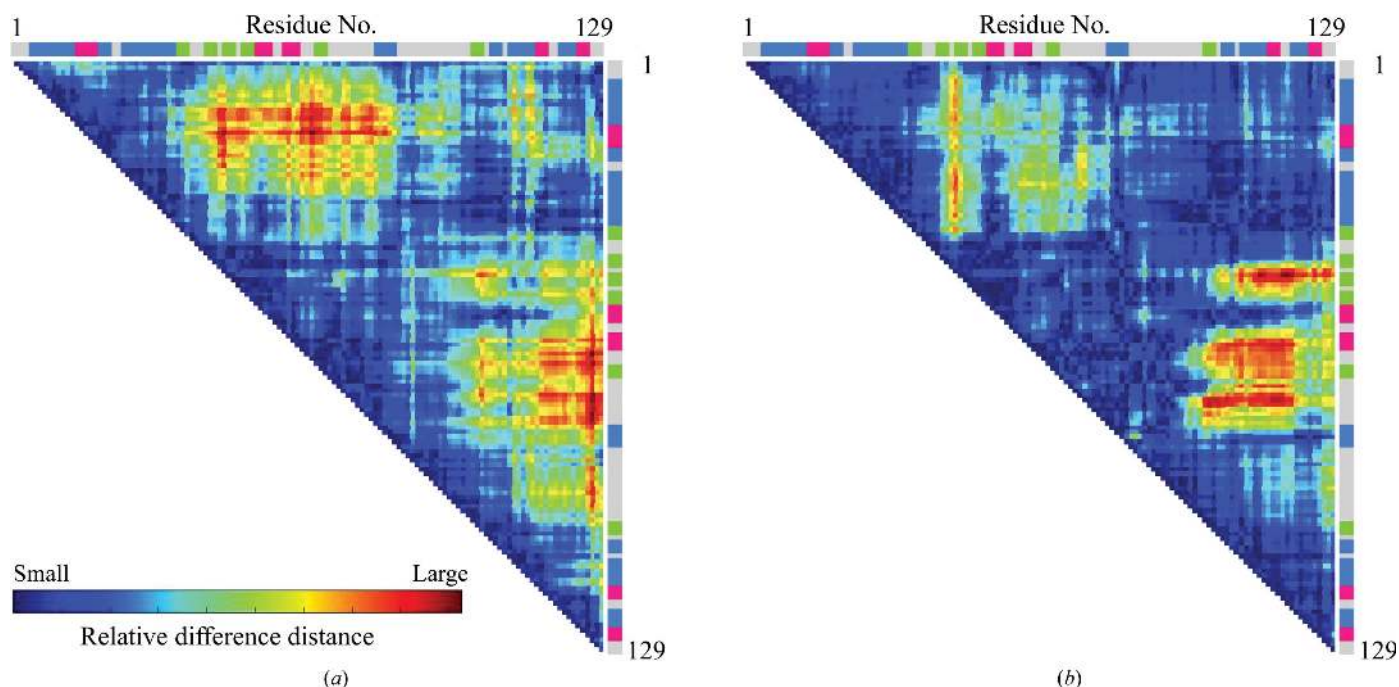 1 Residue No. 129
1 Residue No. 129
1
1
Small Large
Relative difference distance
129
129
(a)
(b)